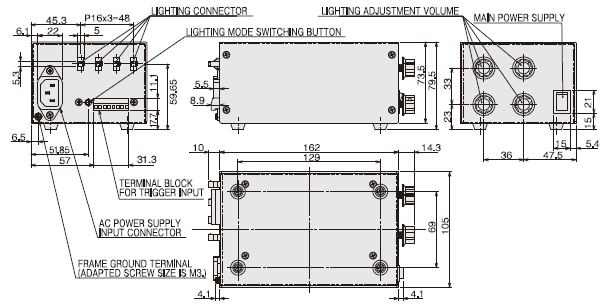 45.3
P16x3-48
6.1
22
5
5.3
LIGHTING CONNECTOR
LIGHTING MODE SWITCHING BUTTON
LIGHTING ADJUSTMENT VOLUME
MAIN POWER SUPPLY
11.1
17.7
59.65
6.5
51.85
57
31.3
5.5
8.9
73.5
79.5
33
23
21
15
15
5.4
36
47.5
TERMINAL BLOCK
FOR TRIGGER INPUT
AC POWER SUPPLY
INPUT CONNECTOR
FRAME GROUND TERMINAL
(ADAPTED SCREW SIZE IS M3.)
10
162
14.3
129
69
105
4.1
4.1